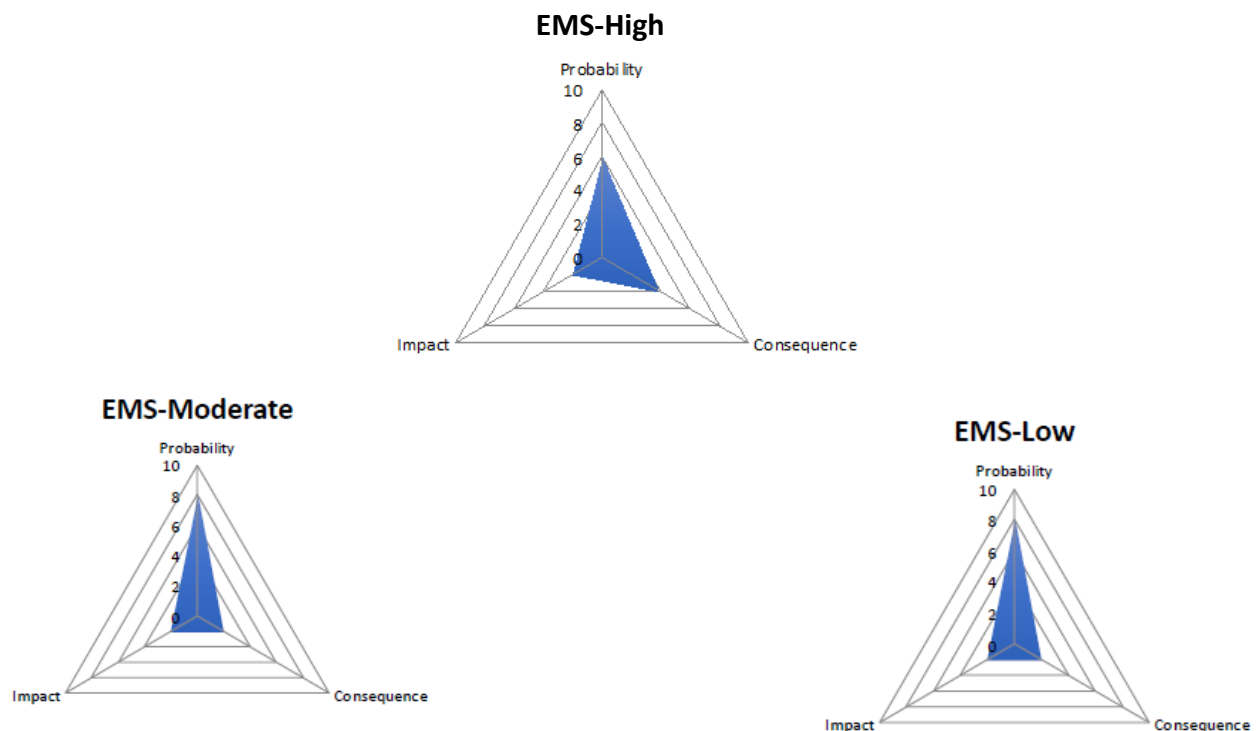 EMS-High
Probability
10
8
6
4
2
0
Impact
Consequence
EMS-Moderate
Probability
10
8
6
4
2
0
Impact
Consequence
EMS-Low
Probability
10
8
6
4
2
0
Impact
Consequence